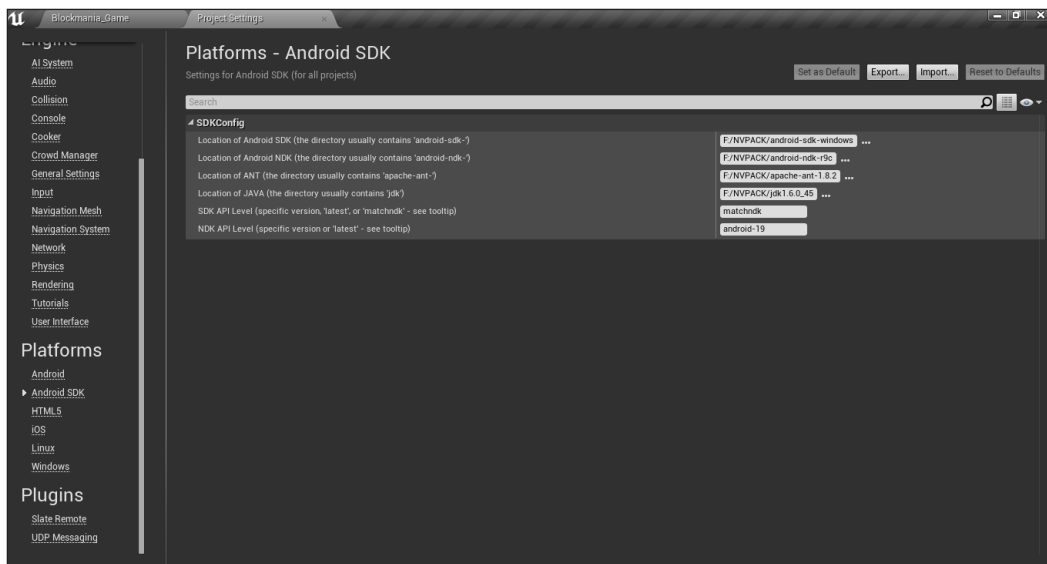 Blockmania_Game
Project Settings
Engine
AI System
Audio
Collision
Console
Cooker
Crowd Manager
General Settings
Input
Navigation Mesh
Navigation System
Network
Physics
Rendering
Tutorials
User Interface
Platforms
Android
Android SDK
HTML5
iOS
Linux
Windows
Plugins
Slate Remote
UDP Messaging
Platforms - Android SDK
Settings for Android SDK (for all projects)
Set as Default Export... Import... Reset to Defaults
Search
SDKConfig
Location of Android SDK (the directory usually contains 'android-sdk-') F:/NVPACK/android-sdk-windows ...
Location of Android NDK (the directory usually contains 'android-ndk-') F:/NVPACK/android-ndk-r9c ...
Location of ANT (the directory usually contains 'apache-ant-') F:/NVPACK/apache-ant-1.8.2 ...
Location of JAVA (the directory usually contains 'jdk') F:/NVPACK/jdk1.6.0_45 ...
SDK API Level (specific version, 'latest', or 'matchndk' - see tooltip) matchndk
NDK API Level (specific version or 'latest' - see tooltip) android-19